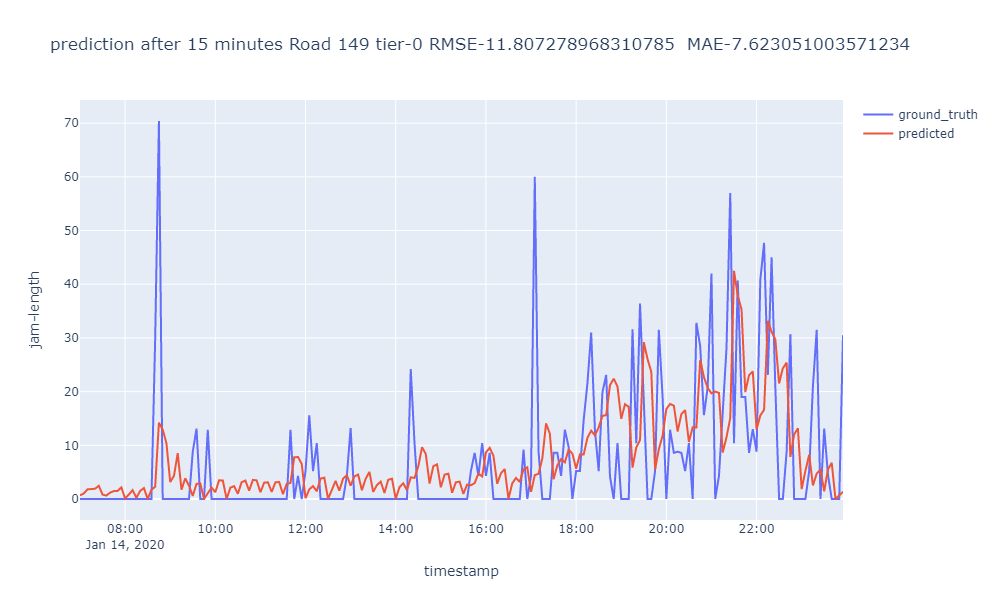 prediction after 15 minutes Road 149 tier-0 RMSE-11.807278968310785  MAE-7.623051003571234
ground_truth
predicted
jam-length
70
60
50
40
30
20
10
0
08:00 10:00 12:00 14:00 16:00 18:00 20:00 22:00
Jan 14, 2020
timestamp